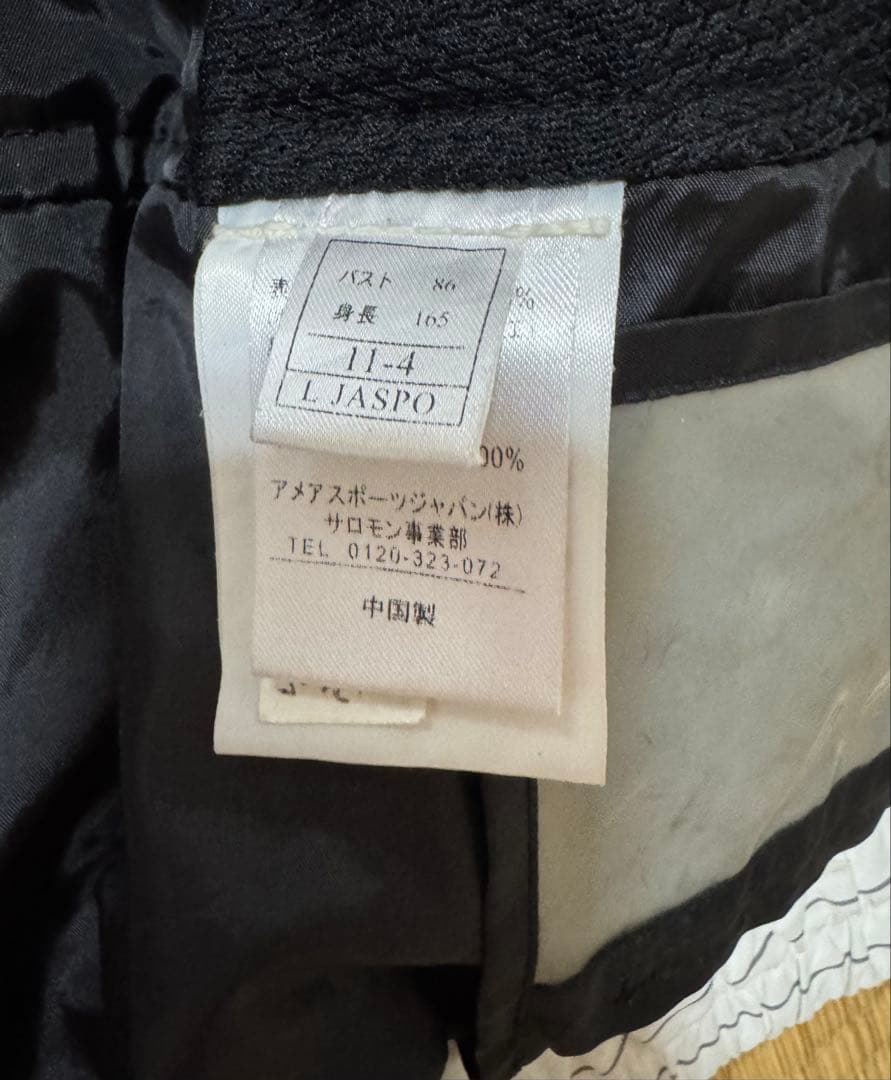 バスト 86
身長 165
11-4
L JASPO
表
%
00%
アメアスポーツジャパン(株)
サロモン事業部
TEL 0120-323-072
中国製